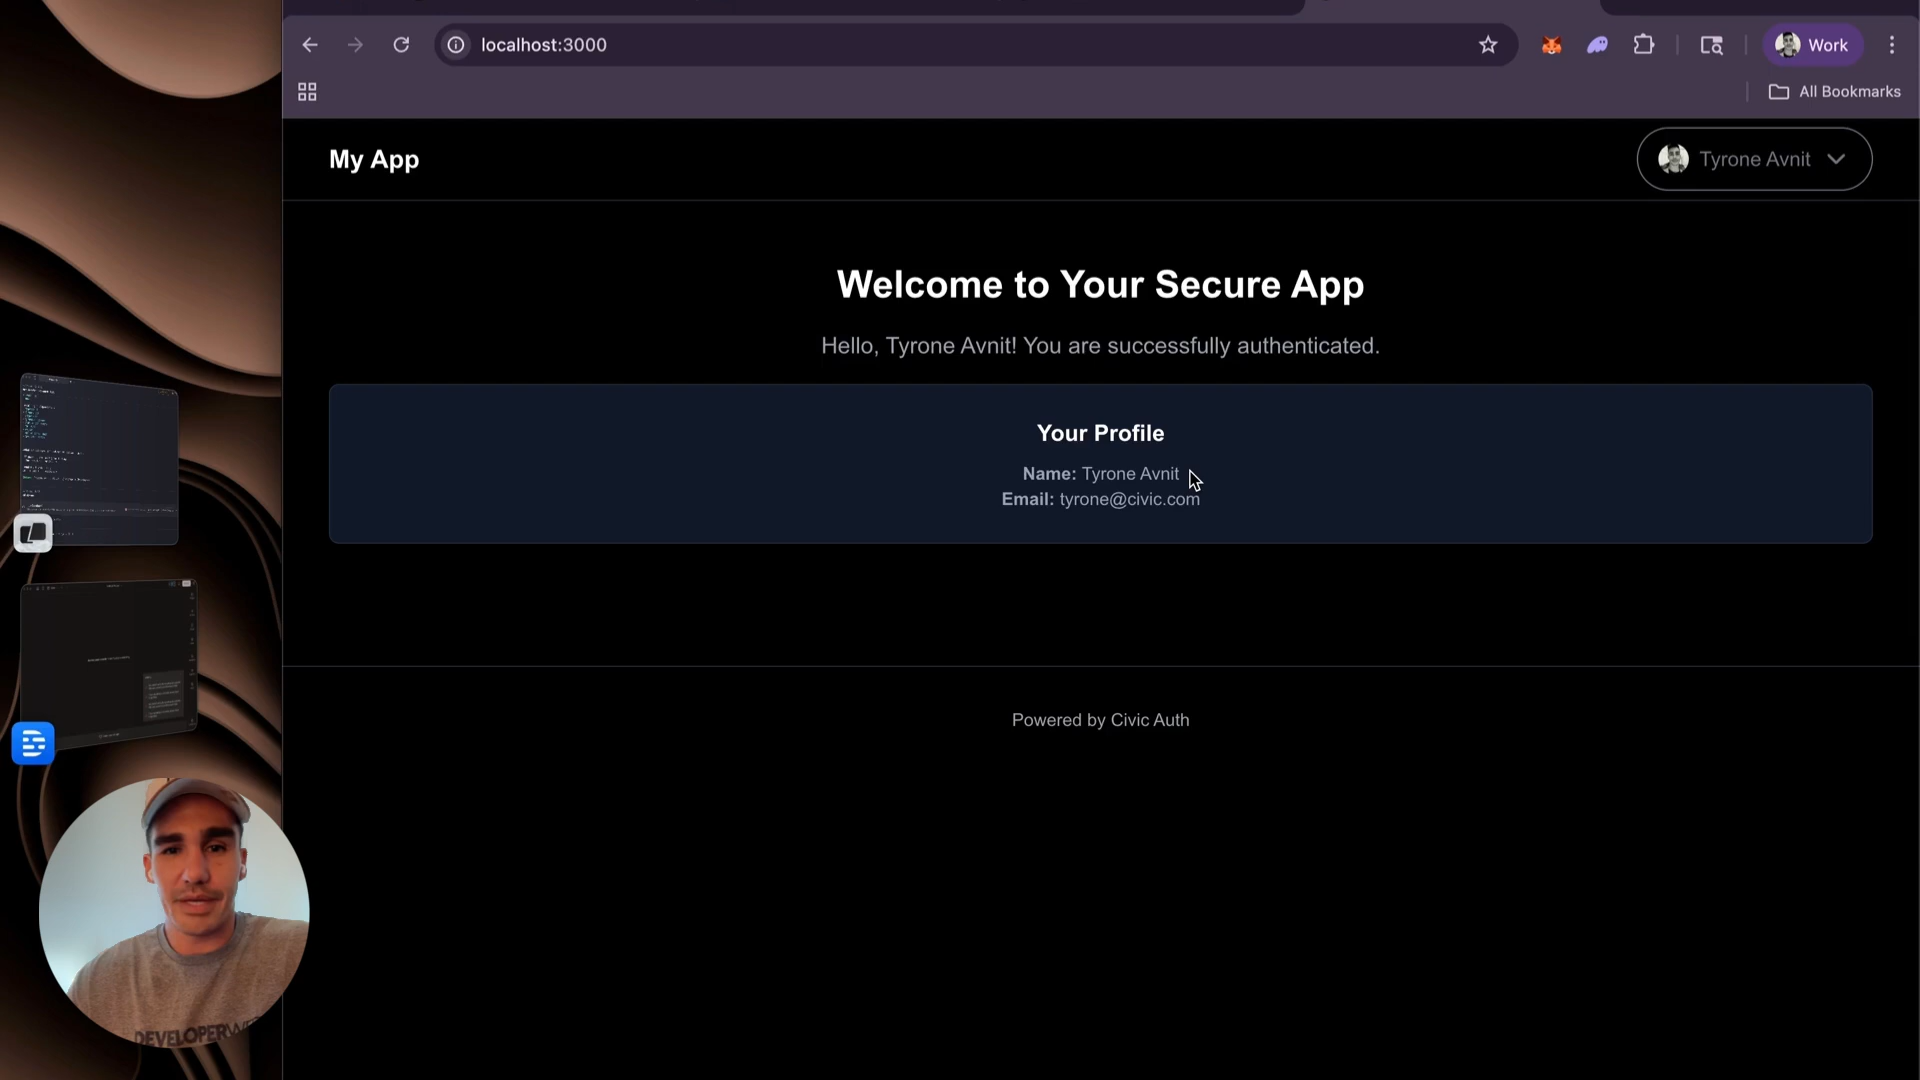 localhost:3000
Work
All Bookmarks
My App
Tyrone Avnit
Welcome to Your Secure App
Hello, Tyrone Avnit! You are successfully authenticated.
Your Profile
Name: Tyrone Avnit
Email: tyrone@civic.com
Powered by Civic Auth